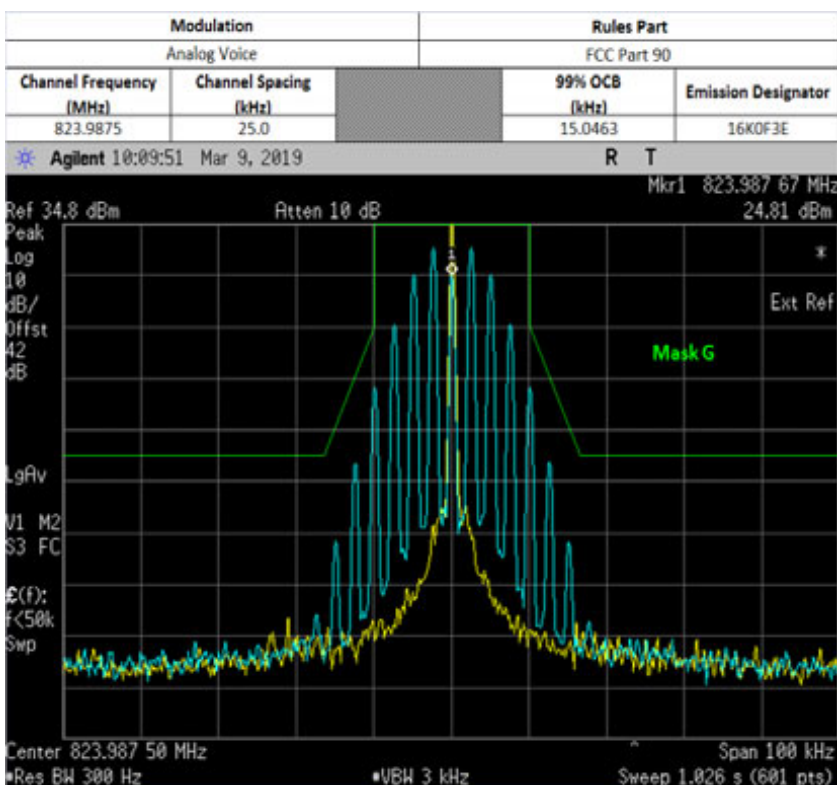 Modulation Rules Part
Analog Voice FCC Part 90
Channel Frequency (MHz) Channel Spacing (kHz) 99% OCB (kHz) Emission Designator
823.9875 25.0 15.0463 16K0F3E
Agilent 10:09:51 Mar 9, 2019 R T
Mkr1 823.987 67 MHz
Ref 34.8 dBm Atten 10 dB 24.81 dBm
Peak
Log
10
dB/
Offst
42
dB
1
*
Ext Ref
Mask G
LgAv
V1 M2
S3 FC
£(f):
f<50k
Swp
Center 823.987 50 MHz Span 100 kHz
*Res BW 300 Hz *VBW 3 kHz Sweep 1.026 s (601 pts)